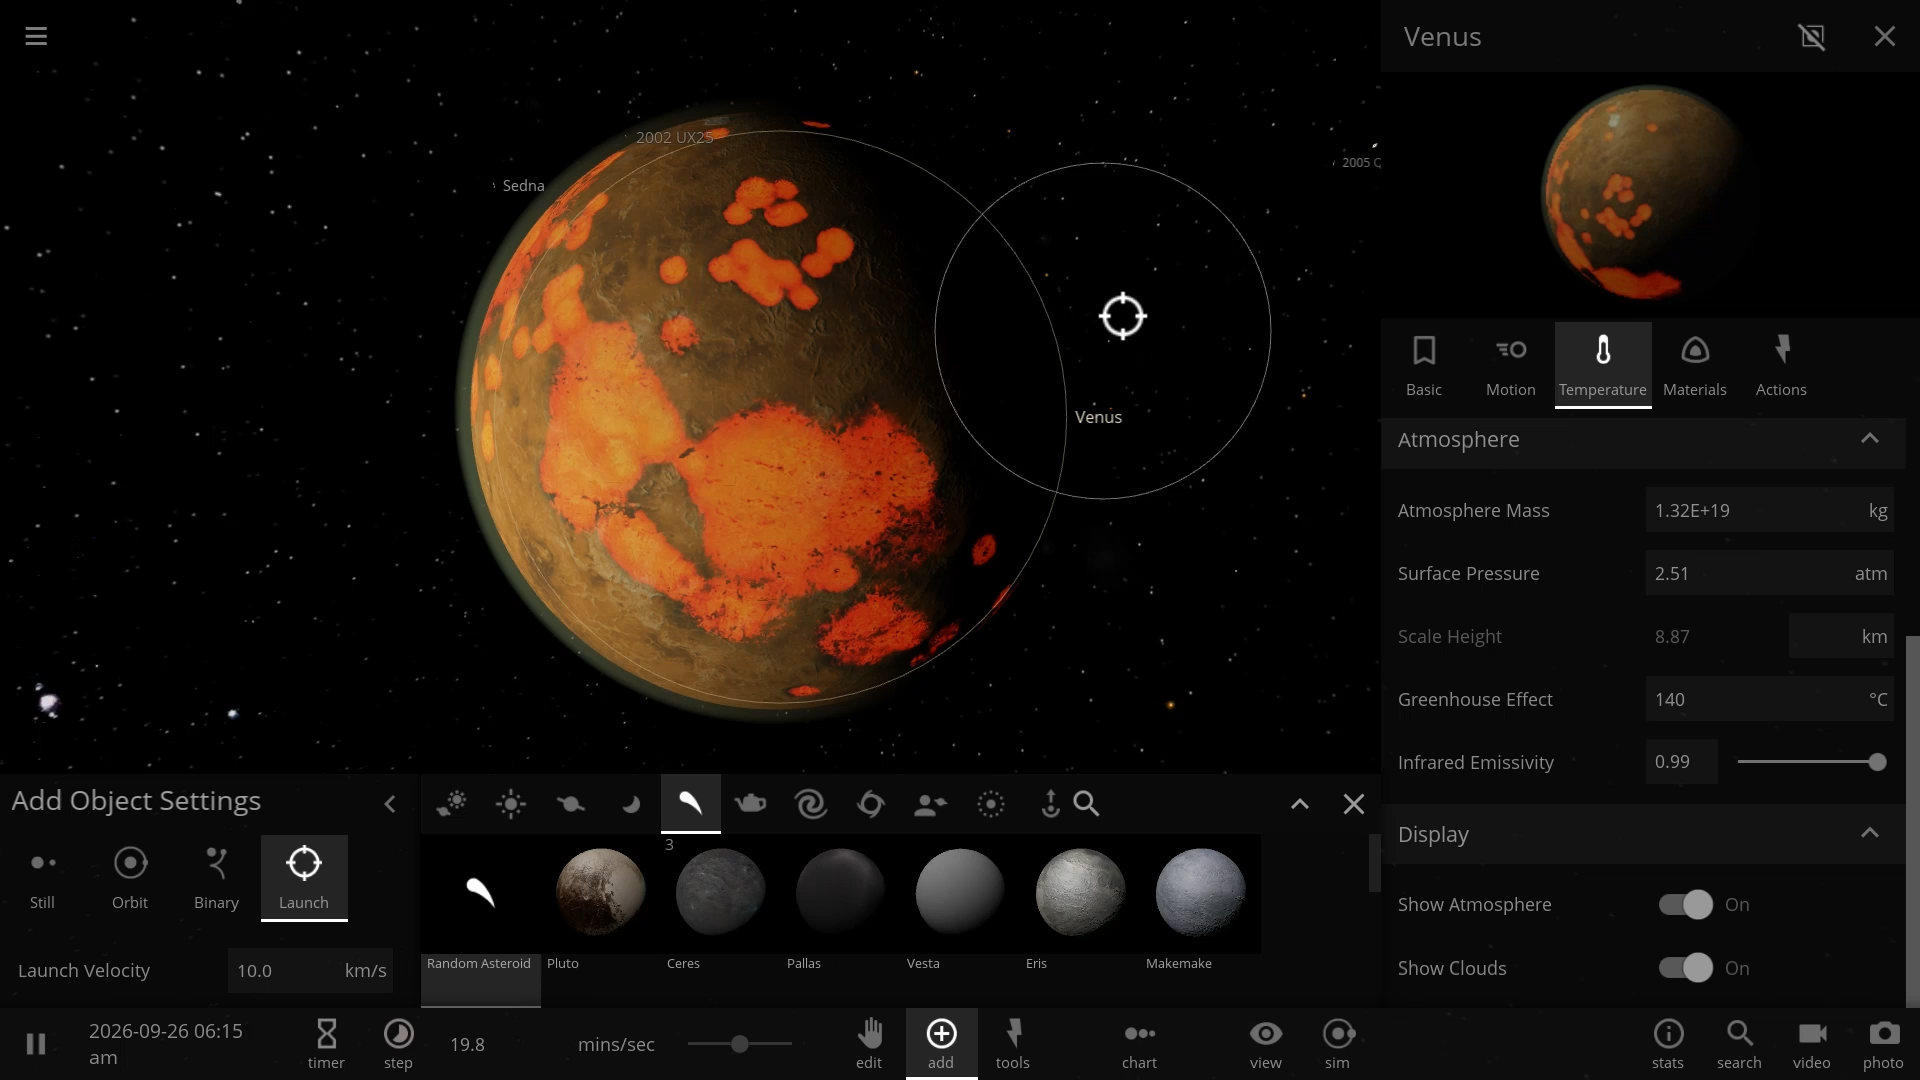 Venus
2002 UX25
Sedna
2005 Q
Venus
Basic
Motion
Temperature
Materials
Actions
Atmosphere
Atmosphere Mass 1.32E+19 kg
Surface Pressure 2.51 atm
Scale Height 8.87 km
Greenhouse Effect 140 °C
Infrared Emissivity 0.99
Display
Show Atmosphere On
Show Clouds On
Add Object Settings
Still
Orbit
Binary
Launch
Launch Velocity 10.0 km/s
3
Random Asteroid
Pluto
Ceres
Pallas
Vesta
Eris
Makemake
2026-09-26 06:15
am
timer
step
19.8 mins/sec
edit
add
tools
chart
view
sim
stats
search
video
photo